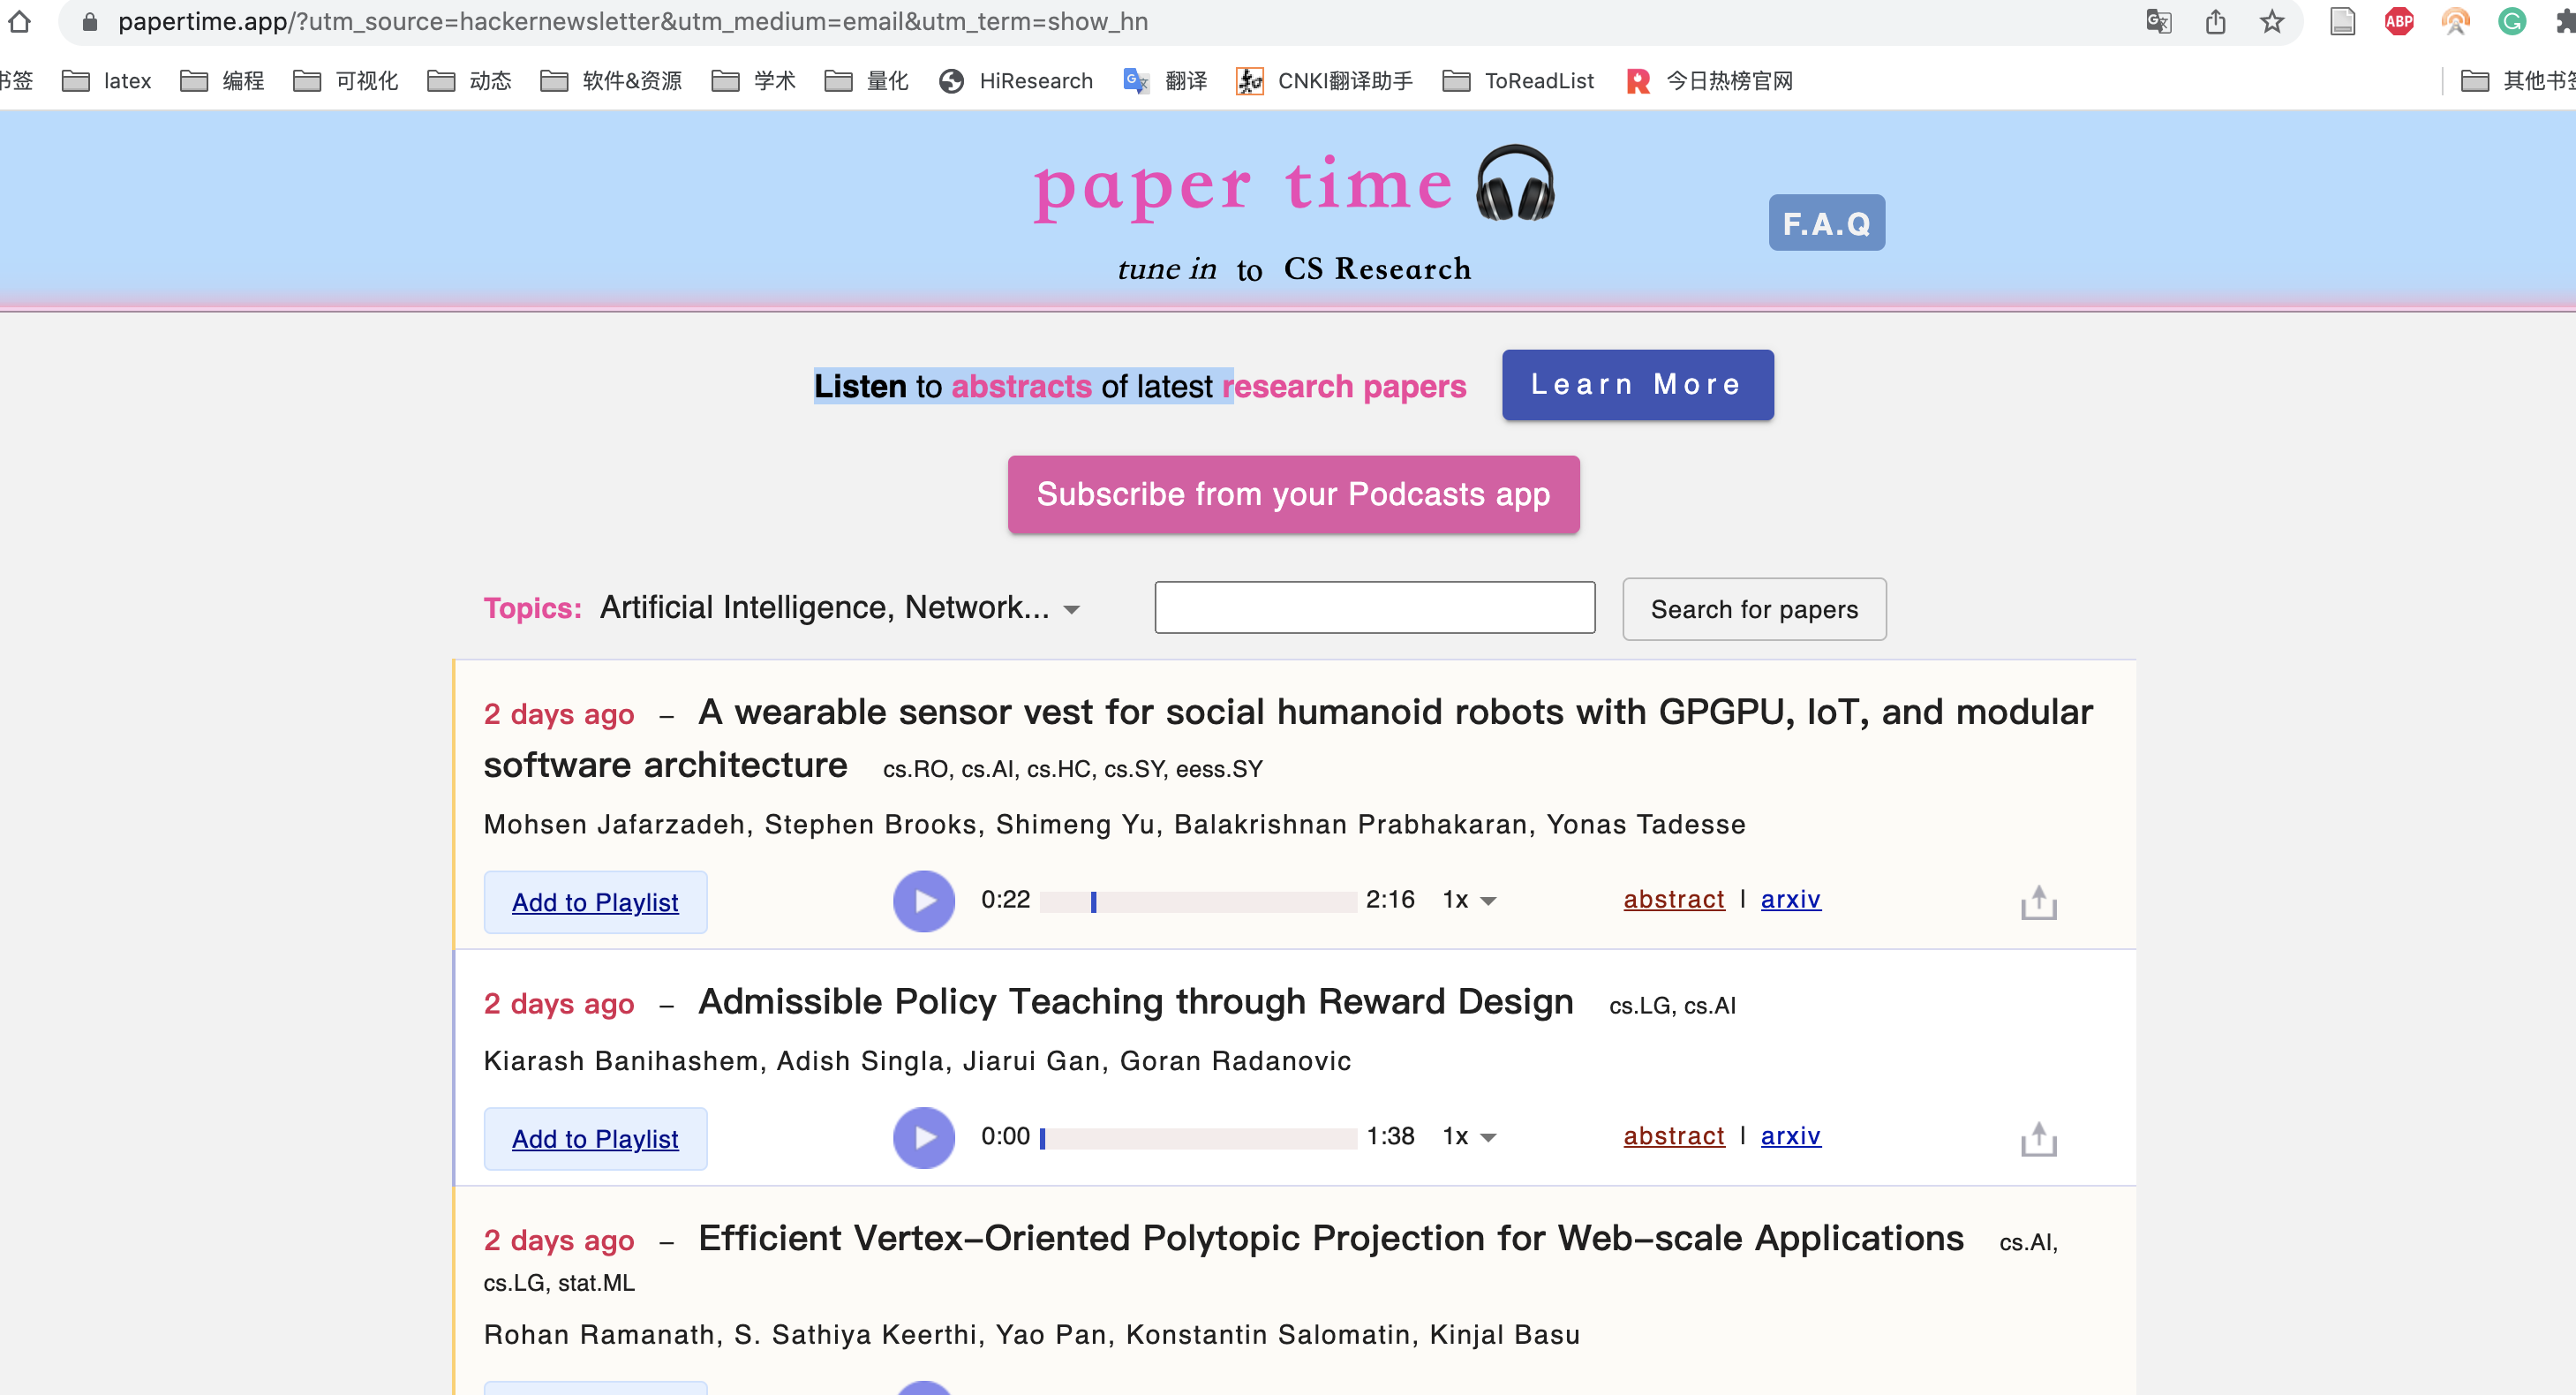 papertime.app/?utm_source=hackernewsletter&utm_medium=email&utm_term=show_hn
ABP
书签 latex 编程 可视化 动态 软件&资源 学术 量化 HiResearch 翻译 CNKI翻译助手 ToReadList 今日热榜官网 其他书签
paper time
F.A.Q
tune in to CS Research
Listen to abstracts of latest research papers Learn More
Subscribe from your Podcasts app
Topics: Artificial Intelligence, Network... Search for papers
2 days ago – A wearable sensor vest for social humanoid robots with GPGPU, IoT, and modular
software architecture cs.RO, cs.AI, cs.HC, cs.SY, eess.SY
Mohsen Jafarzadeh, Stephen Brooks, Shimeng Yu, Balakrishnan Prabhakaran, Yonas Tadesse
Add to Playlist 0:22 2:16 1x abstract | arxiv
2 days ago – Admissible Policy Teaching through Reward Design cs.LG, cs.AI
Kiarash Banihashem, Adish Singla, Jiarui Gan, Goran Radanovic
Add to Playlist 0:00 1:38 1x abstract | arxiv
2 days ago – Efficient Vertex–Oriented Polytopic Projection for Web–scale Applications cs.AI,
cs.LG, stat.ML
Rohan Ramanath, S. Sathiya Keerthi, Yao Pan, Konstantin Salomatin, Kinjal Basu